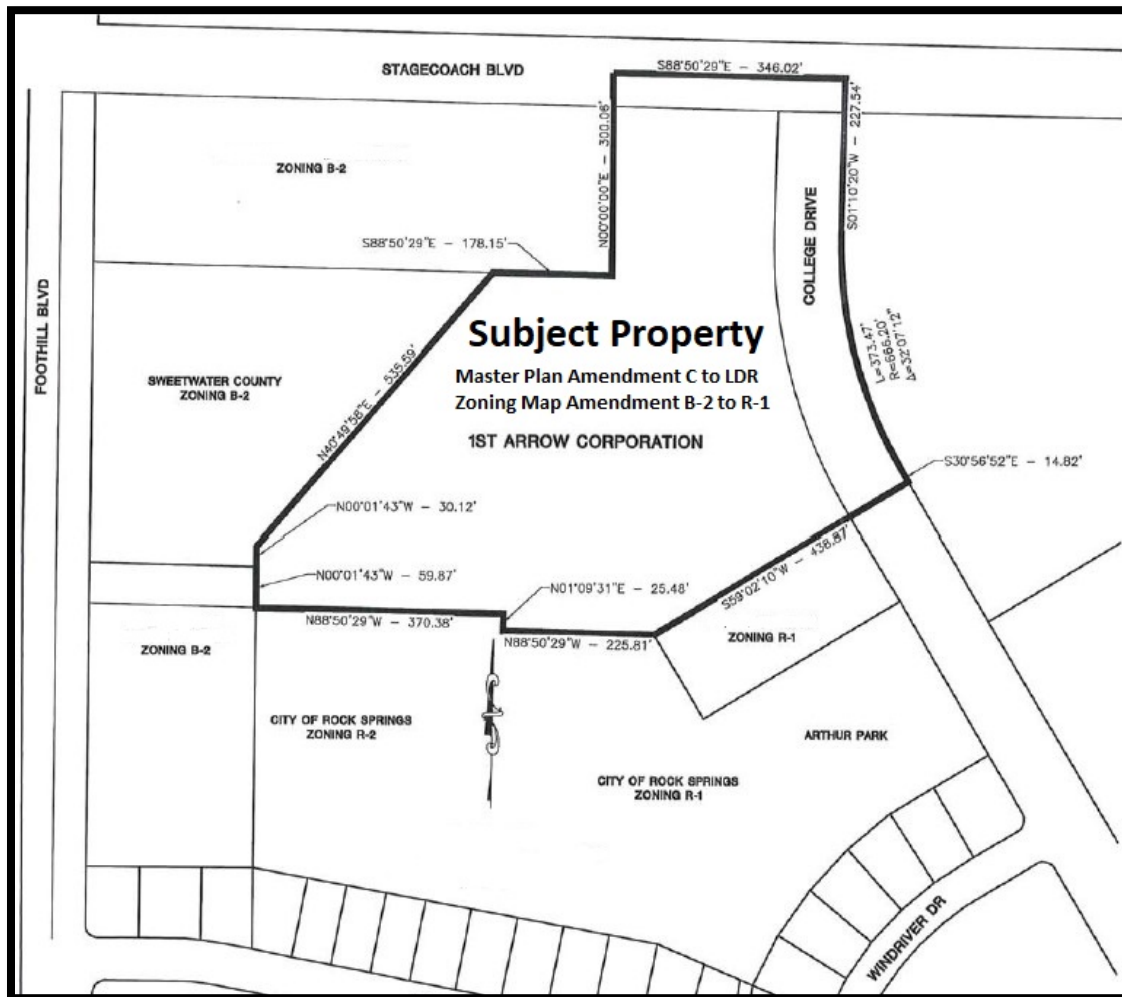 STAGECOACH BLVD
S88°50'29"E – 346.02'
ZONING B-2
N00°00'00"E – 300.06'
S01°10'20"W – 227.54'
COLLEGE DRIVE
S88°50'29"E – 178.15'
FOOTHILL BLVD
Subject Property
Master Plan Amendment C to LDR
Zoning Map Amendment B-2 to R-1
1ST ARROW CORPORATION
L=373.47'
R=666.20'
Δ=32°07'12"
SWEETWATER COUNTY
ZONING B-2
N40°49'58"E – 535.59'
S30°56'52"E – 14.82'
N00°01'43"W – 30.12'
N00°01'43"W – 59.87'
N01°09'31"E – 25.48'
S59°02'10"W – 438.87'
N88°50'29"W – 370.38'
N88°50'29"W – 225.81'
ZONING R-1
ZONING B-2
CITY OF ROCK SPRINGS
ZONING R-2
ARTHUR PARK
CITY OF ROCK SPRINGS
ZONING R-1
WINDRIVER DR